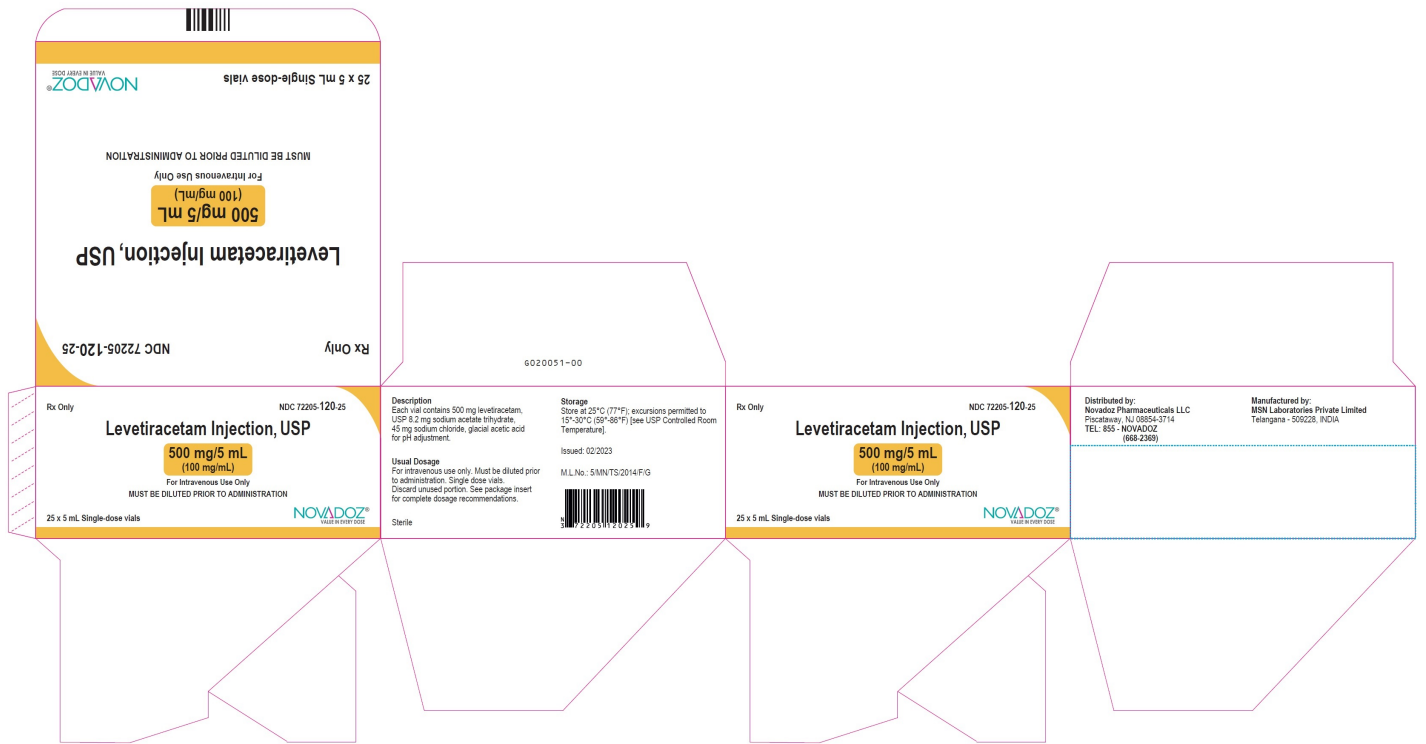 25 x 5 mL Single-dose vials
NOVADOZ®
VALUE IN EVERY DOSE
MUST BE DILUTED PRIOR TO ADMINISTRATION
For Intravenous Use Only
500 mg/5 mL
(100 mg/mL)
Levetiracetam Injection, USP
Rx Only
NDC 72205-120-25
G020051-00
Rx Only
NDC 72205-120-25
Levetiracetam Injection, USP
500 mg/5 mL
(100 mg/mL)
For Intravenous Use Only
MUST BE DILUTED PRIOR TO ADMINISTRATION
25 x 5 mL Single-dose vials
NOVADOZ®
VALUE IN EVERY DOSE
Description
Each vial contains 500 mg levetiracetam,
USP 8.2 mg sodium acetate trihydrate,
45 mg sodium chloride, glacial acetic acid
for pH adjustment.
Usual Dosage
For intravenous use only. Must be diluted prior
to administration. Single dose vials.
Discard unused portion. See package insert
for complete dosage recommendations.
Sterile
Storage
Store at 25°C (77°F); excursions permitted to
15°-30°C (59°-86°F) [see USP Controlled Room
Temperature].
Issued: 02/2023
M.L.No.: 5/MN/TS/2014/F/G
N
3 72205 12025 9
Rx Only
NDC 72205-120-25
Levetiracetam Injection, USP
500 mg/5 mL
(100 mg/mL)
For Intravenous Use Only
MUST BE DILUTED PRIOR TO ADMINISTRATION
25 x 5 mL Single-dose vials
NOVADOZ®
VALUE IN EVERY DOSE
Distributed by:
Novadoz Pharmaceuticals LLC
Piscataway, NJ 08854-3714
TEL: 855 - NOVADOZ
(668-2369)
Manufactured by:
MSN Laboratories Private Limited
Telangana - 509228, INDIA